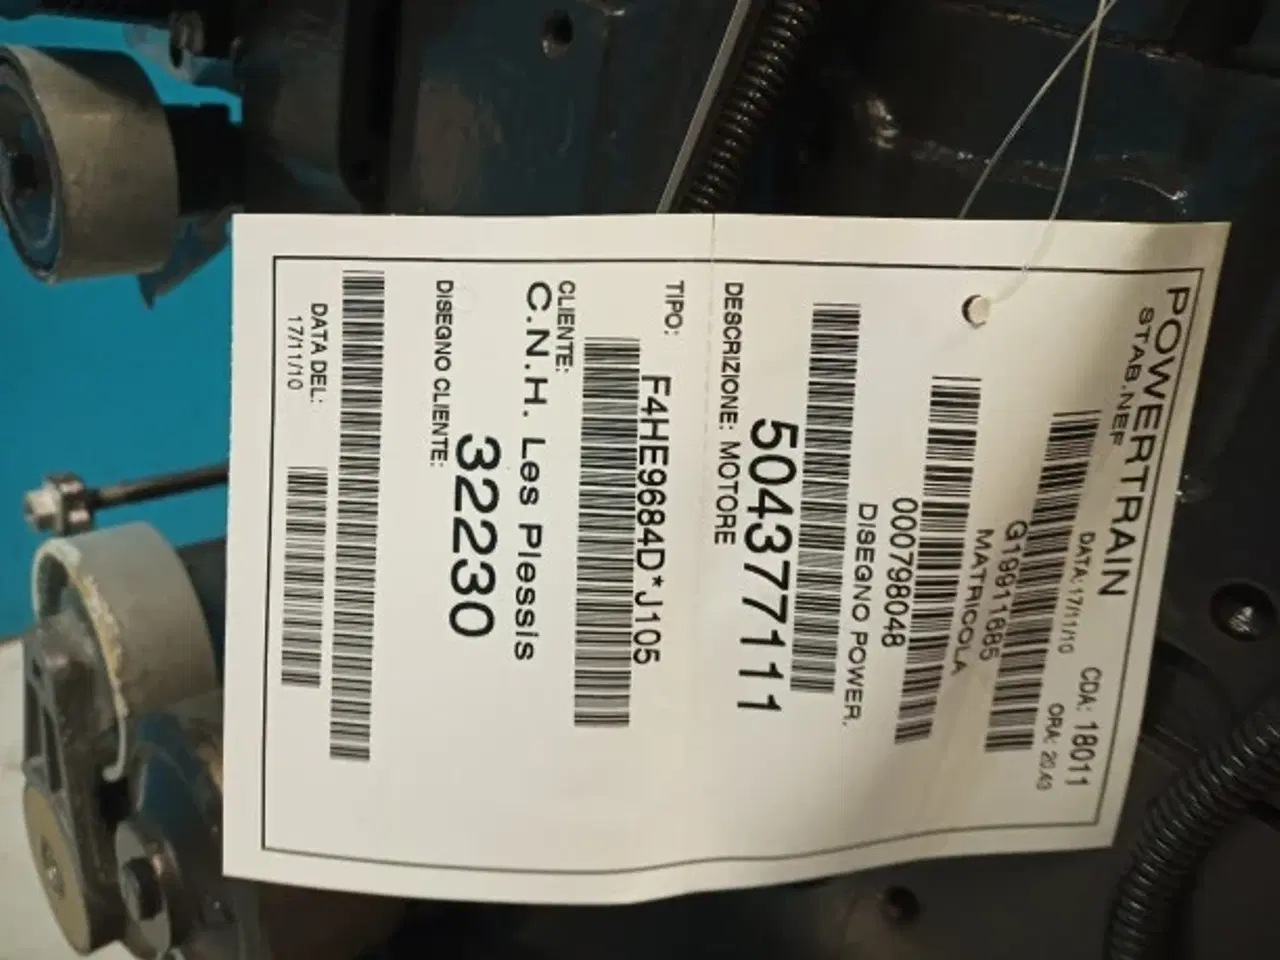 POWERTRAIN
STAB.NEF
CDA: 18011
DATA: 17/11/10
ORA: 20.49
G19911885
MATRICOLA
000798048
DISEGNO POWER.
504377111
DESCRIZIONE: MOTORE
TIPO:
F4HE9684D*J105
CLIENTE:
C.N.H. Les Plessis
32230
DISEGNO CLIENTE:
DATA DEL:
17/11/10